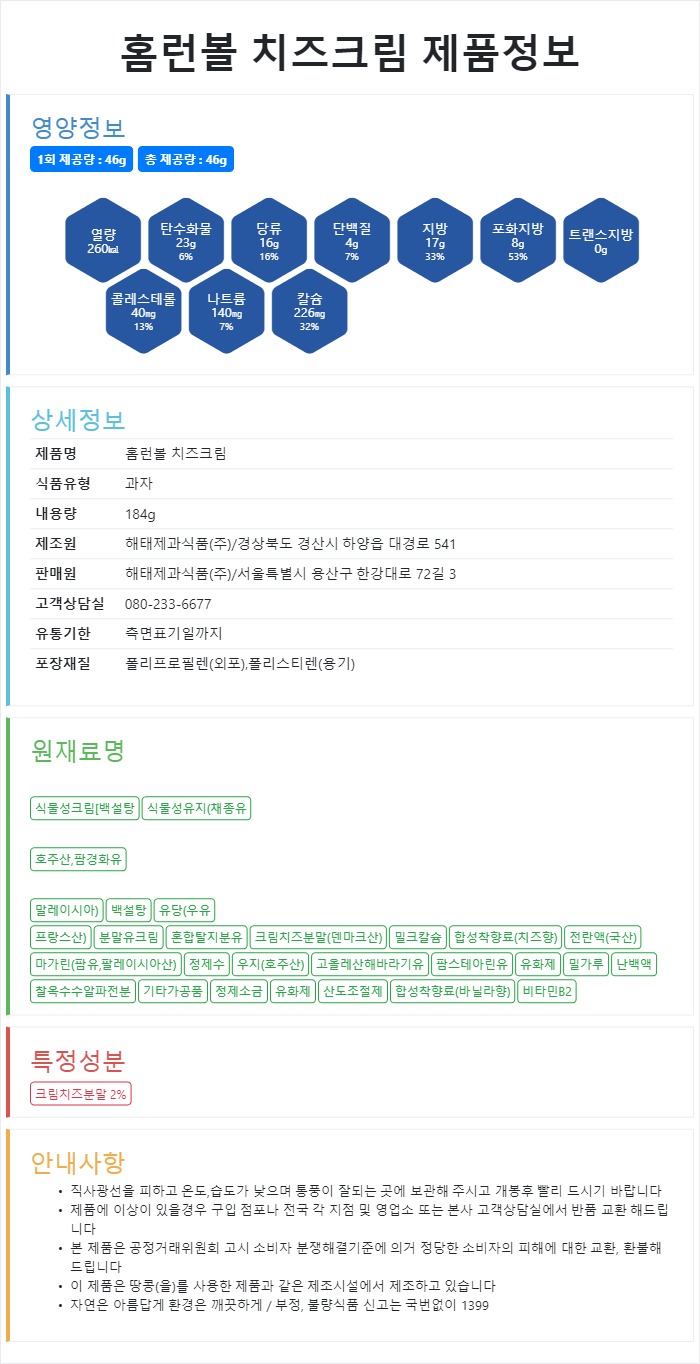 홈런볼 치즈크림 제품정보
영양정보
1회 제공량 : 46g 총 제공량 : 46g
열량 탄수화물 당류 단백질 지방 포화지방 트랜스지방
260㎉ 23g 16g 4g 17g 8g 0g
6% 16% 7% 33% 53%
콜레스테롤 나트륨 칼슘
40㎎ 140㎎ 226㎎
13% 7% 32%
상세정보
제품명 홈런볼 치즈크림
식품유형 과자
내용량 184g
제조원 해태제과식품(주)/경상북도 경산시 하양읍 대경로 541
판매원 해태제과식품(주)/서울특별시 용산구 한강대로 72길 3
고객상담실 080-233-6677
유통기한 측면표기일까지
포장재질 폴리프로필렌(외포),폴리스티렌(용기)
원재료명
식물성크림[백설탕 식물성유지(채종유
호주산,팜경화유
말레이시아) 백설탕 유당(우유
프랑스산) 분말유크림 혼합탈지분유 크림치즈분말(덴마크산) 밀크칼슘 합성착향료(치즈향) 전란액(국산)
마가린(팜유,팔레이시아산) 정제수 우지(호주산) 고올레산해바라기유 팜스테아린유 유화제 밀가루 난백액
찰옥수수알파전분 기타가공품 정제소금 유화제 산도조절제 합성착향료(바닐라향) 비타민B2
특정성분
크림치즈분말 2%
안내사항
• 직사광선을 피하고 온도,습도가 낮으며 통풍이 잘되는 곳에 보관해 주시고 개봉후 빨리 드시기 바랍니다
• 제품에 이상이 있을경우 구입 점포나 전국 각 지점 및 영업소 또는 본사 고객상담실에서 반품 교환 해드립
니다
• 본 제품은 공정거래위원회 고시 소비자 분쟁해결기준에 의거 정당한 소비자의 피해에 대한 교환, 환불해
드립니다
• 이 제품은 땅콩(을)를 사용한 제품과 같은 제조시설에서 제조하고 있습니다
• 자연은 아름답게 환경은 깨끗하게 / 부정, 불량식품 신고는 국번없이 1399